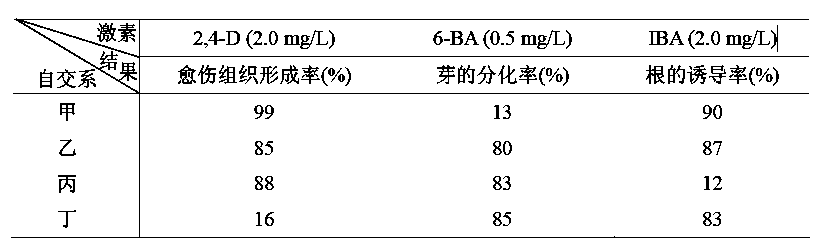 激素 2,4-D (2.0 mg/L) 6-BA (0.5 mg/L) IBA (2.0 mg/L)
结果
自交系 愈伤组织形成率(%) 芽的分化率(%) 根的诱导率(%)
甲 99 13 90
乙 85 80 87
丙 88 83 12
丁 16 85 83